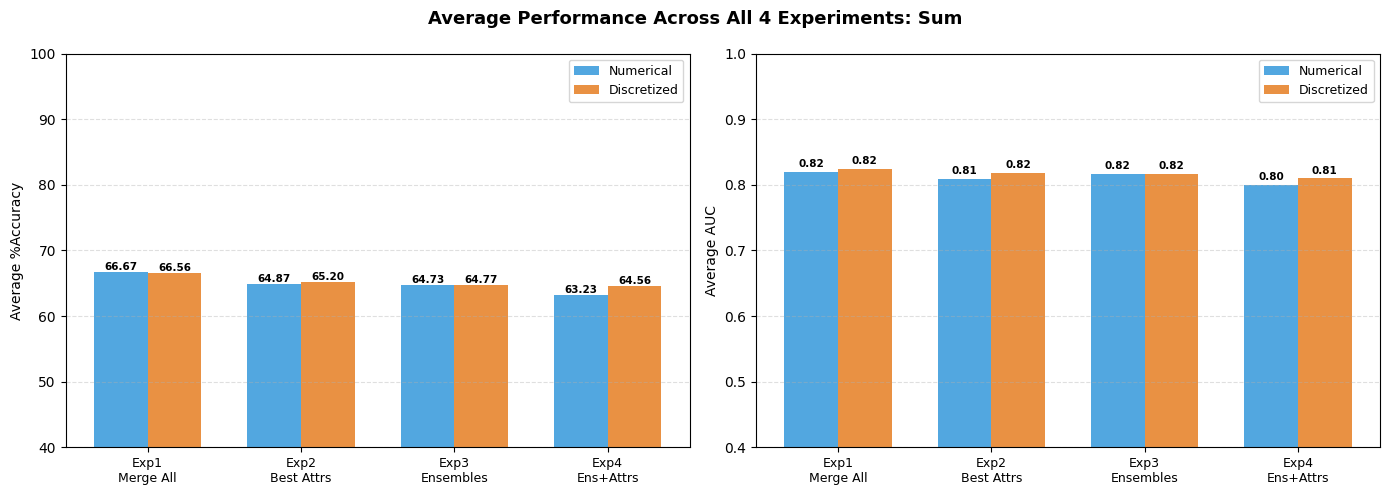 Average Performance Across All 4 Experiments: Sum
Average %Accuracy
100
90
80
70
60
50
40
Numerical
Discretized
66.67
66.56
64.87
65.20
64.73
64.77
63.23
64.56
Exp1
Merge All
Exp2
Best Attrs
Exp3
Ensembles
Exp4
Ens+Attrs
Average AUC
1.0
0.9
0.8
0.7
0.6
0.5
0.4
Numerical
Discretized
0.82
0.82
0.81
0.82
0.82
0.82
0.80
0.81
Exp1
Merge All
Exp2
Best Attrs
Exp3
Ensembles
Exp4
Ens+Attrs